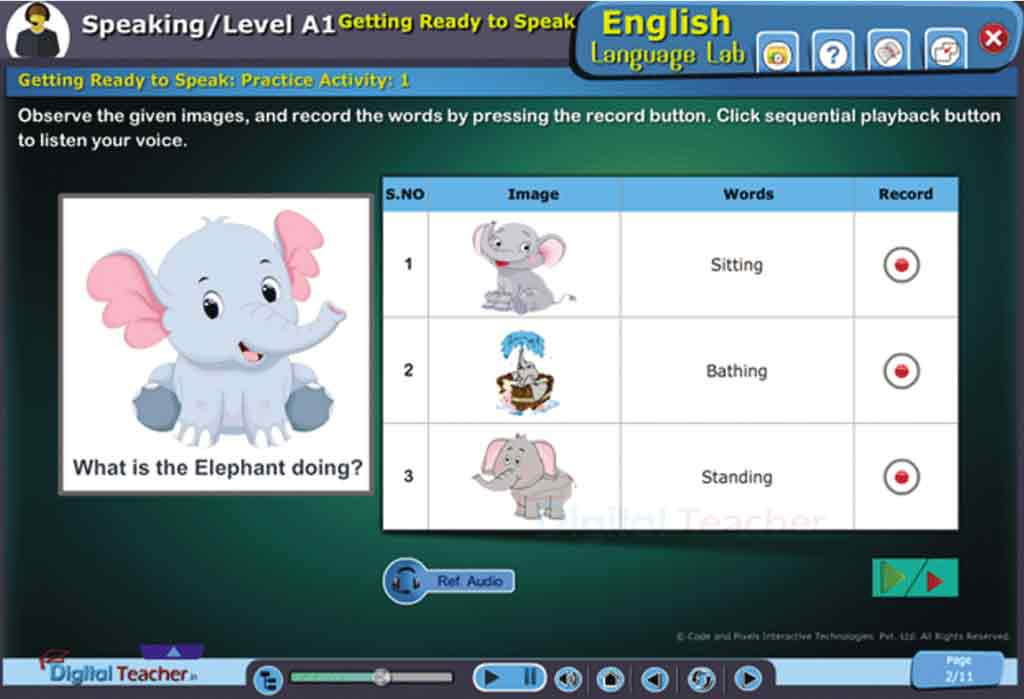 Speaking/Level A1 Getting Ready to Speak
English
Language Lab
Getting Ready to Speak: Practice Activity: 1
Observe the given images, and record the words by pressing the record button. Click sequential playback button
to listen your voice.
S.NO Image Words Record
1 Sitting
2 Bathing
3 Standing
What is the Elephant doing?
Digital Teacher
Ref. Audio
© Code and Pixels Interactive Technologies. Pvt. Ltd. All Rights Reserved.
Digital Teacher.in
Page
2/11